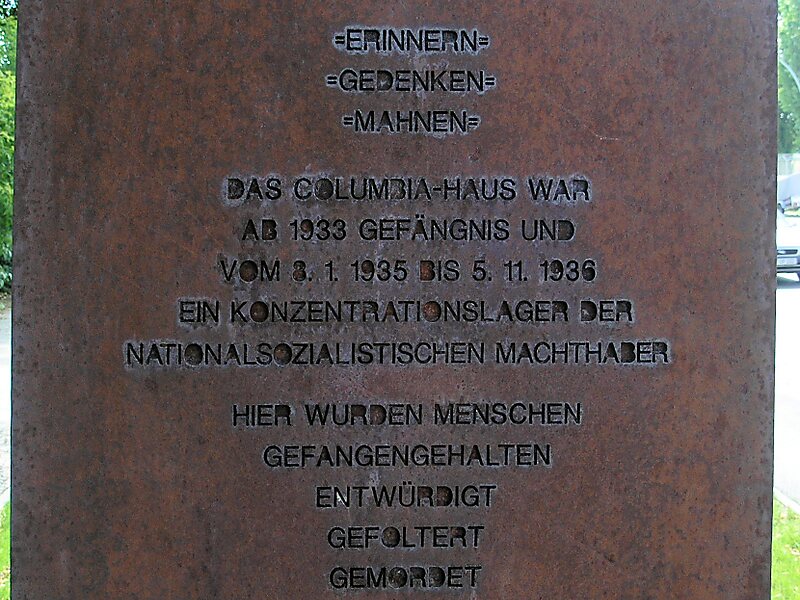 =ERINNERN=
=GEDENKEN=
=MAHNEN=
DAS COLUMBIA-HAUS WAR
AB 1933 GEFÄNGNIS UND
VOM 8. 1. 1935 BIS 5. 11. 1936
EIN KONZENTRATIONSLAGER DER
NATIONALSOZIALISTISCHEN MACHTHABER
HIER WURDEN MENSCHEN
GEFANGENGEHALTEN
ENTWÜRDIGT
GEFOLTERT
GEMORDET